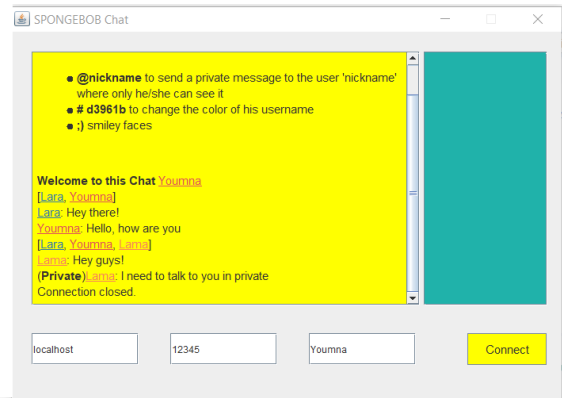 SPONGEBOB Chat
@nickname to send a private message to the user 'nickname'
where only he/she can see it
# d3961b to change the color of his username
;) smiley faces
Welcome to this Chat Youmna
[Lara, Youmna]
Lara: Hey there!
Youmna: Hello, how are you
[Lara, Youmna, Lama]
Lama: Hey guys!
(Private)Lama: I need to talk to you in private
Connection closed.
localhost
12345
Youmna
Connect